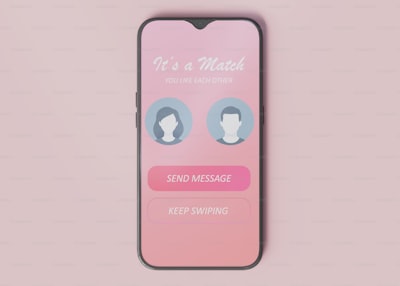 It's a Match
YOU LIKE EACH OTHER
SEND MESSAGE
KEEP SWIPING